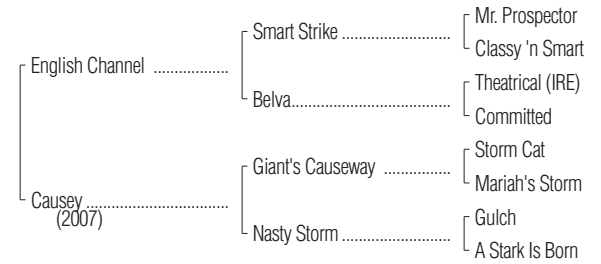 Mr. Prospector
Smart Strike ..........................
Classy 'n Smart
English Channel ..................
Theatrical (IRE)
Belva......................................
Committed
Storm Cat
Giant's Causeway ................
Mariah's Storm
Causey ..................................
(2007)
Gulch
Nasty Storm ..........................
A Stark Is Born